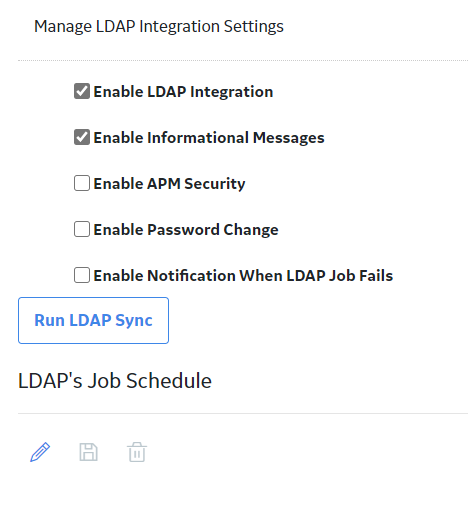 Manage LDAP Integration Settings
Enable LDAP Integration
Enable Informational Messages
Enable APM Security
Enable Password Change
Enable Notification When LDAP Job Fails
Run LDAP Sync
LDAP's Job Schedule